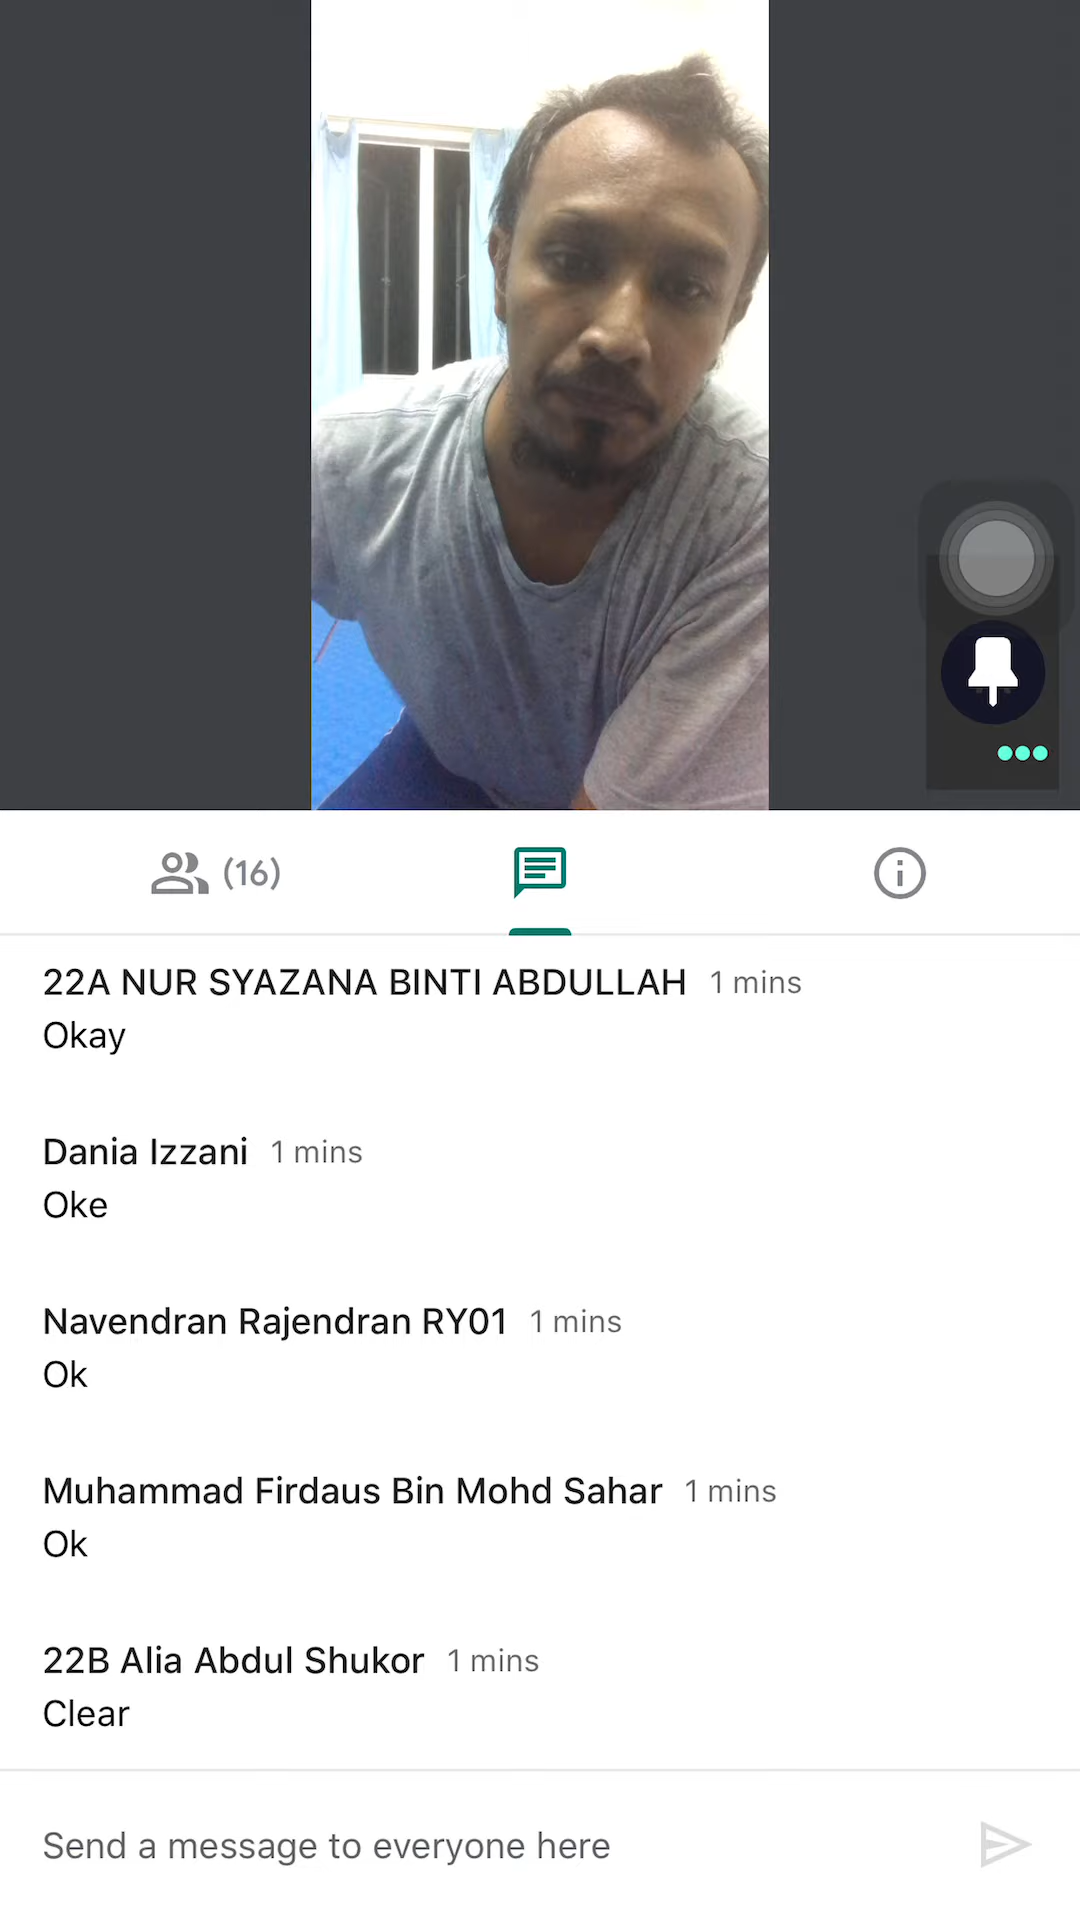 (16)
22A NUR SYAZANA BINTI ABDULLAH 1 mins
Okay
Dania Izzani 1 mins
Oke
Navendran Rajendran RY01 1 mins
Ok
Muhammad Firdaus Bin Mohd Sahar 1 mins
Ok
22B Alia Abdul Shukor 1 mins
Clear
Send a message to everyone here